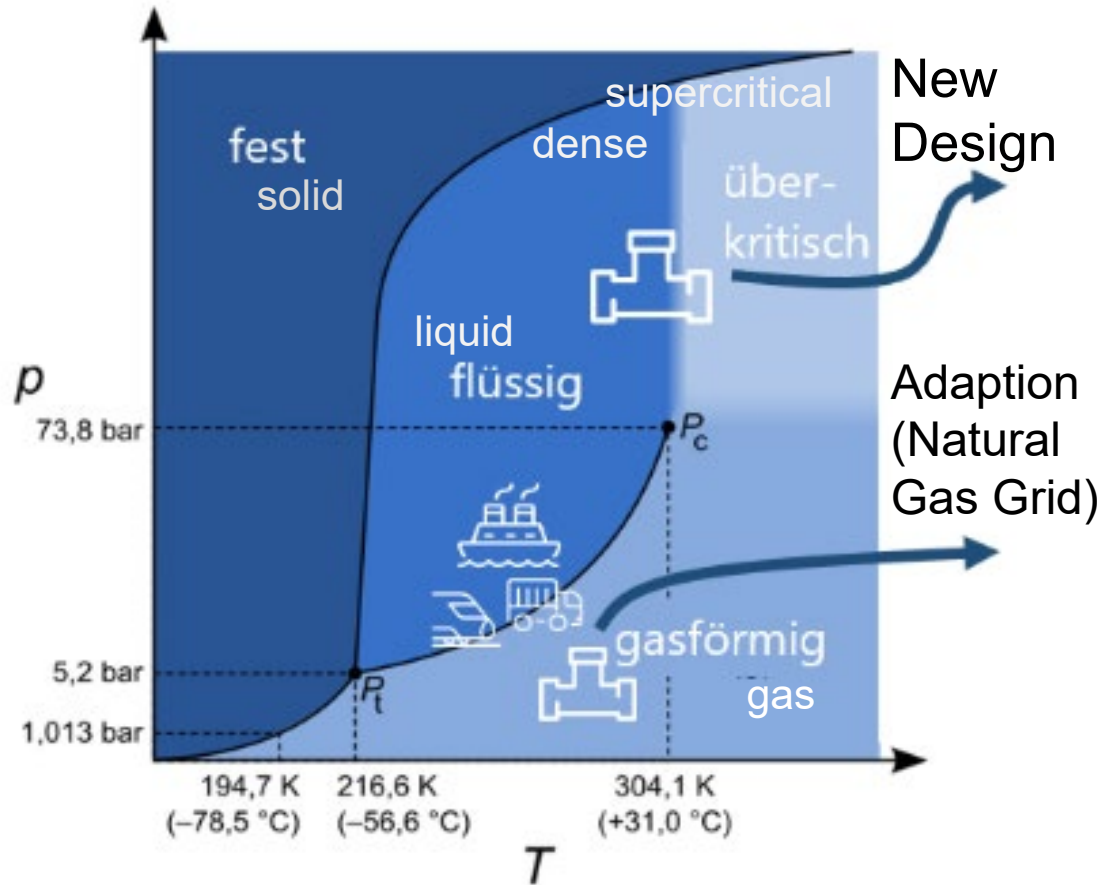 New
Design
supercritical
dense
fest
solid
über-
kritisch
liquid
flüssig
p
73,8 bar
Pc
Adaption
(Natural
Gas Grid)
5,2 bar
Pt
gasförmig
gas
1,013 bar
194,7 K
(–78,5 °C)
216,6 K
(–56,6 °C)
304,1 K
(+31,0 °C)
T